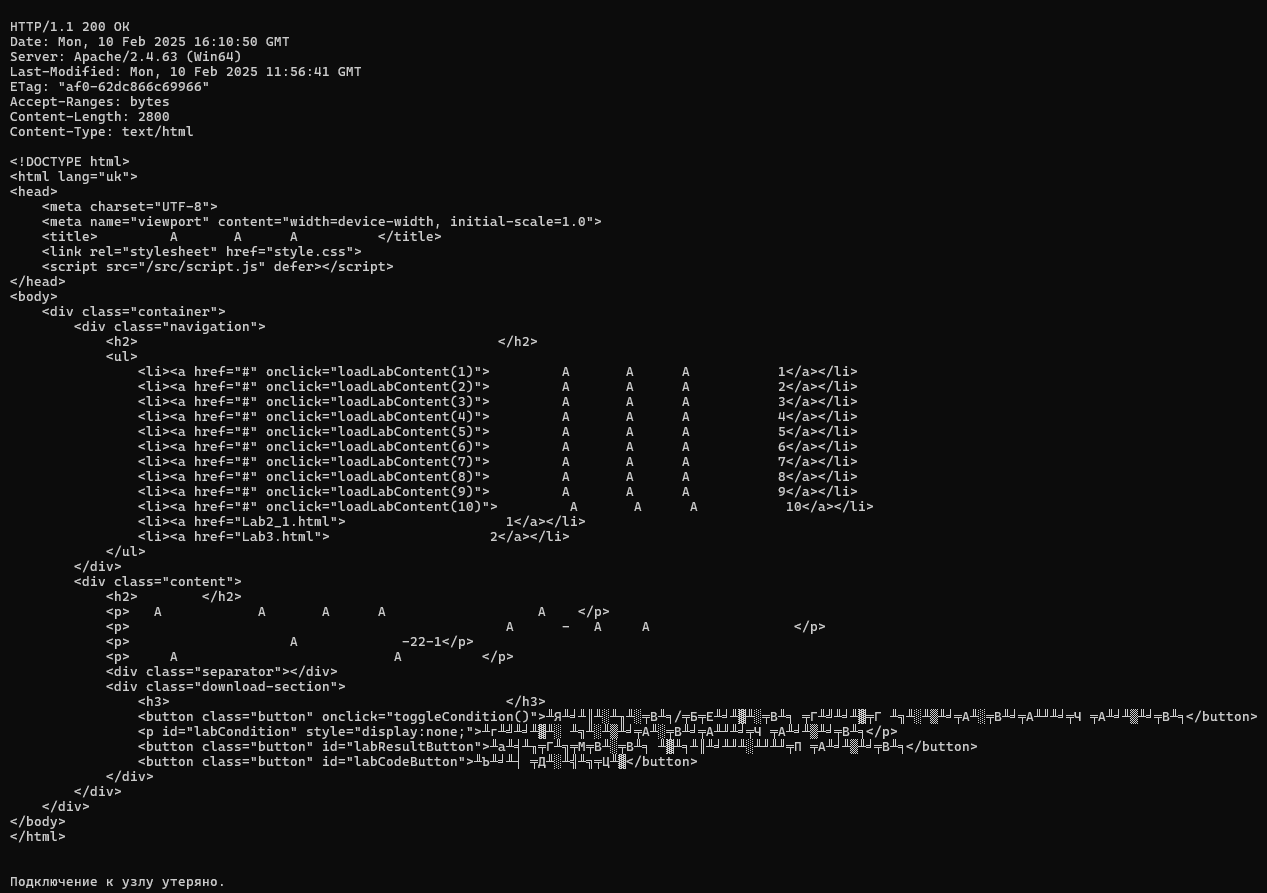 HTTP/1.1 200 OK
Date: Mon, 10 Feb 2025 16:10:50 GMT
Server: Apache/2.4.63 (Win64)
Last-Modified: Mon, 10 Feb 2025 11:56:41 GMT
ETag: "af0-62dc866c69966"
Accept-Ranges: bytes
Content-Length: 2800
Content-Type: text/html
<!DOCTYPE html>
<html lang="uk">
<head>
<meta charset="UTF-8">
<meta name="viewport" content="width=device-width, initial-scale=1.0">
<title> A A A </title>
<link rel="stylesheet" href="style.css">
<script src="/src/script.js" defer></script>
</head>
<body>
<div class="container">
<div class="navigation">
<h2> </h2>
<ul>
<li><a href="#" onclick="loadLabContent(1)"> A A A 1</a></li>
<li><a href="#" onclick="loadLabContent(2)"> A A A 2</a></li>
<li><a href="#" onclick="loadLabContent(3)"> A A A 3</a></li>
<li><a href="#" onclick="loadLabContent(4)"> A A A 4</a></li>
<li><a href="#" onclick="loadLabContent(5)"> A A A 5</a></li>
<li><a href="#" onclick="loadLabContent(6)"> A A A 6</a></li>
<li><a href="#" onclick="loadLabContent(7)"> A A A 7</a></li>
<li><a href="#" onclick="loadLabContent(8)"> A A A 8</a></li>
<li><a href="#" onclick="loadLabContent(9)"> A A A 9</a></li>
<li><a href="#" onclick="loadLabContent(10)"> A A A 10</a></li>
<li><a href="Lab2_1.html"> 1</a></li>
<li><a href="Lab3.html"> 2</a></li>
</ul>
</div>
<div class="content">
<h2> </h2>
<p> A A A A A </p>
<p> A - A A </p>
<p> A -22-1</p>
<p> A A </p>
<div class="separator"></div>
<div class="download-section">
<h3> </h3>
<button class="button" onclick="toggleCondition()">╨Я╨╛╨║╨░╨╖╨░╤В╨╕/╤Б╤Е╨╛╨▓╨░╤В╨╕ ╤Г╨╝╨╛╨▓╤Г ╨╗╨░╨▒╨╛╤А╨░╤В╨╛╤А╨╜╨╛╤Ч ╤А╨╛╨▒╨╛╤В╨╕</button>
<p id="labCondition" style="display:none;">╨г╨╝╨╛╨▓╨░ ╨╗╨░╨▒╨╛╤А╨░╤В╨╛╤А╨╜╨╛╤Ч ╤А╨╛╨▒╨╛╤В╨╕</p>
<button class="button" id="labResultButton">╨а╨╡╨╖╤Г╨╗╤М╤В╨░╤В╨╕ ╨▓╨╕╨║╨╛╨╜╨░╨╜╨╜╤П ╤А╨╛╨▒╨╛╤В╨╕</button>
<button class="button" id="labCodeButton">╨Ъ╨╛╨┤ ╤Д╨░╨╣╨╗╤Ц╨▓</button>
</div>
</div>
</div>
</body>
</html>
Подключение к узлу утеряно.